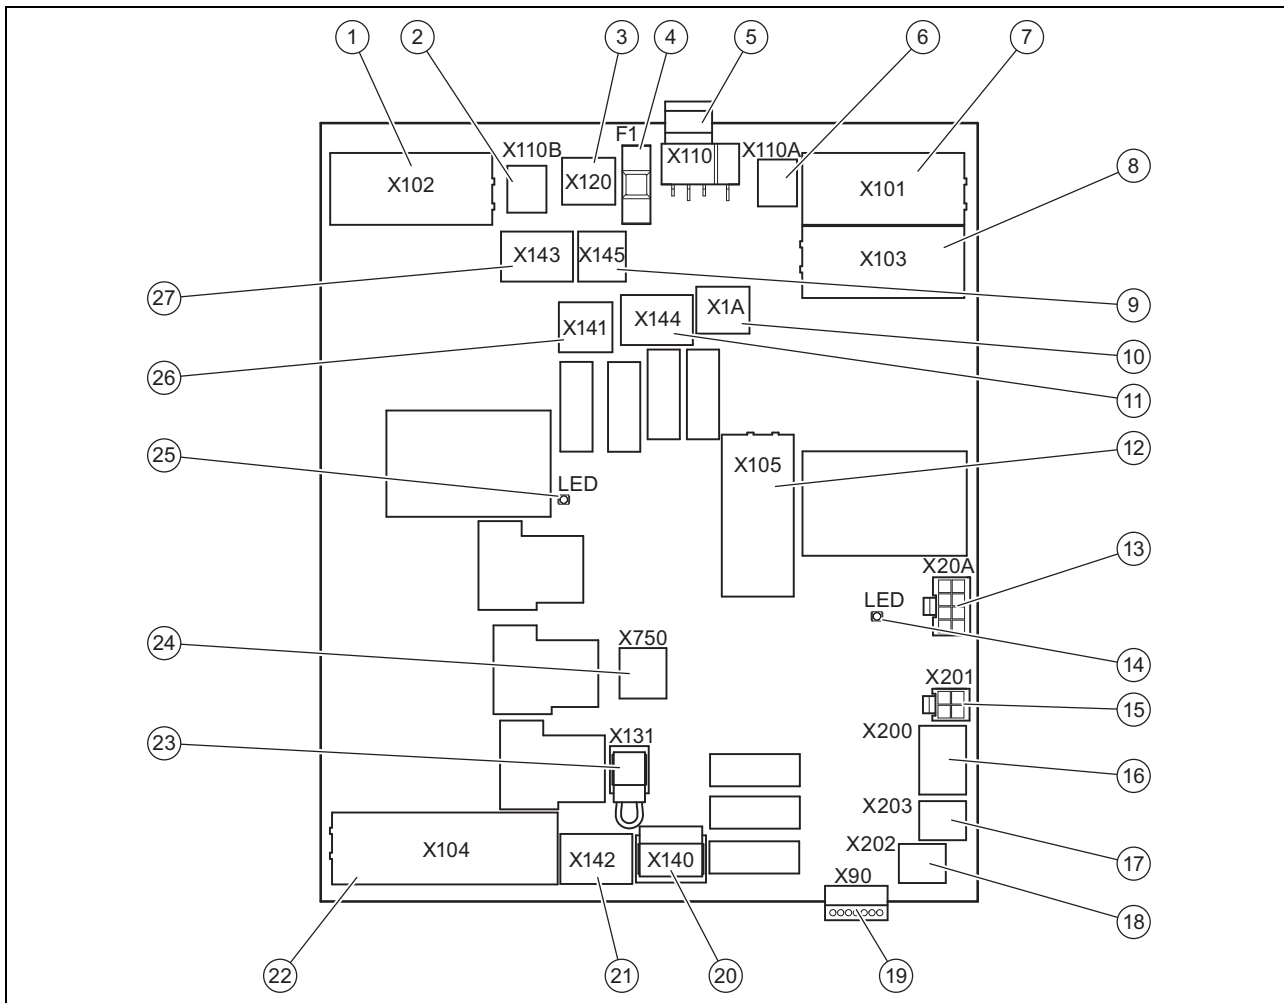 1 2 3 4 5 6 7
F1
X110B X110 X110A
X102 X120 X101
8
X143 X145 X103
27 9
X141 X144 X1A
26 10
11
25 X105 12
LED
X20A 13
LED
14
24 X750
X201
15
X200
23 X131
16
X203
X104 X142 X140 X202
17
X90
18
22 21 20 19